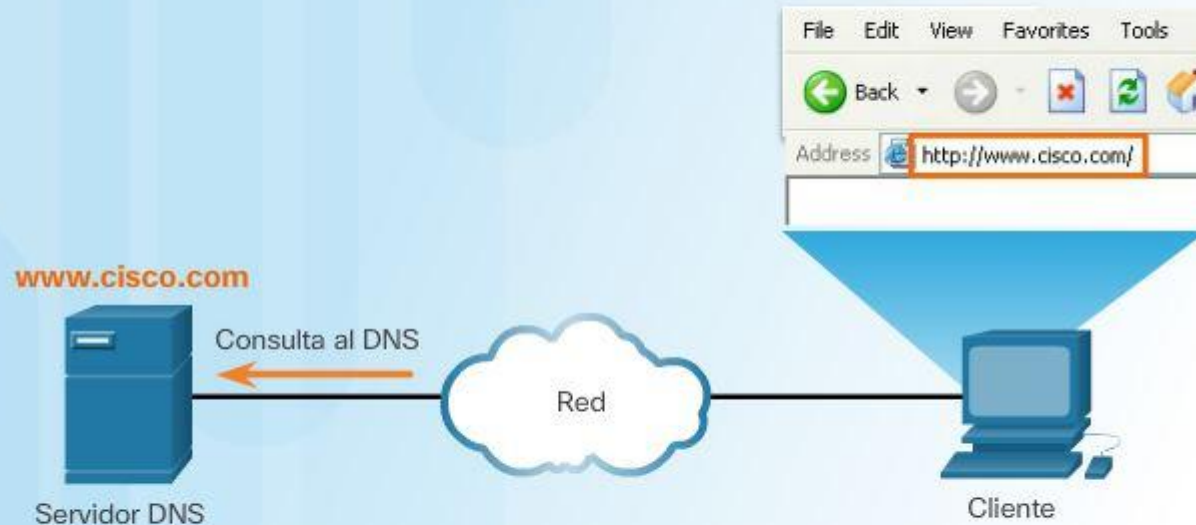 File Edit View Favorites Tools
Back
Address http://www.cisco.com/
www.cisco.com
Consulta al DNS
Red
Servidor DNS
Cliente